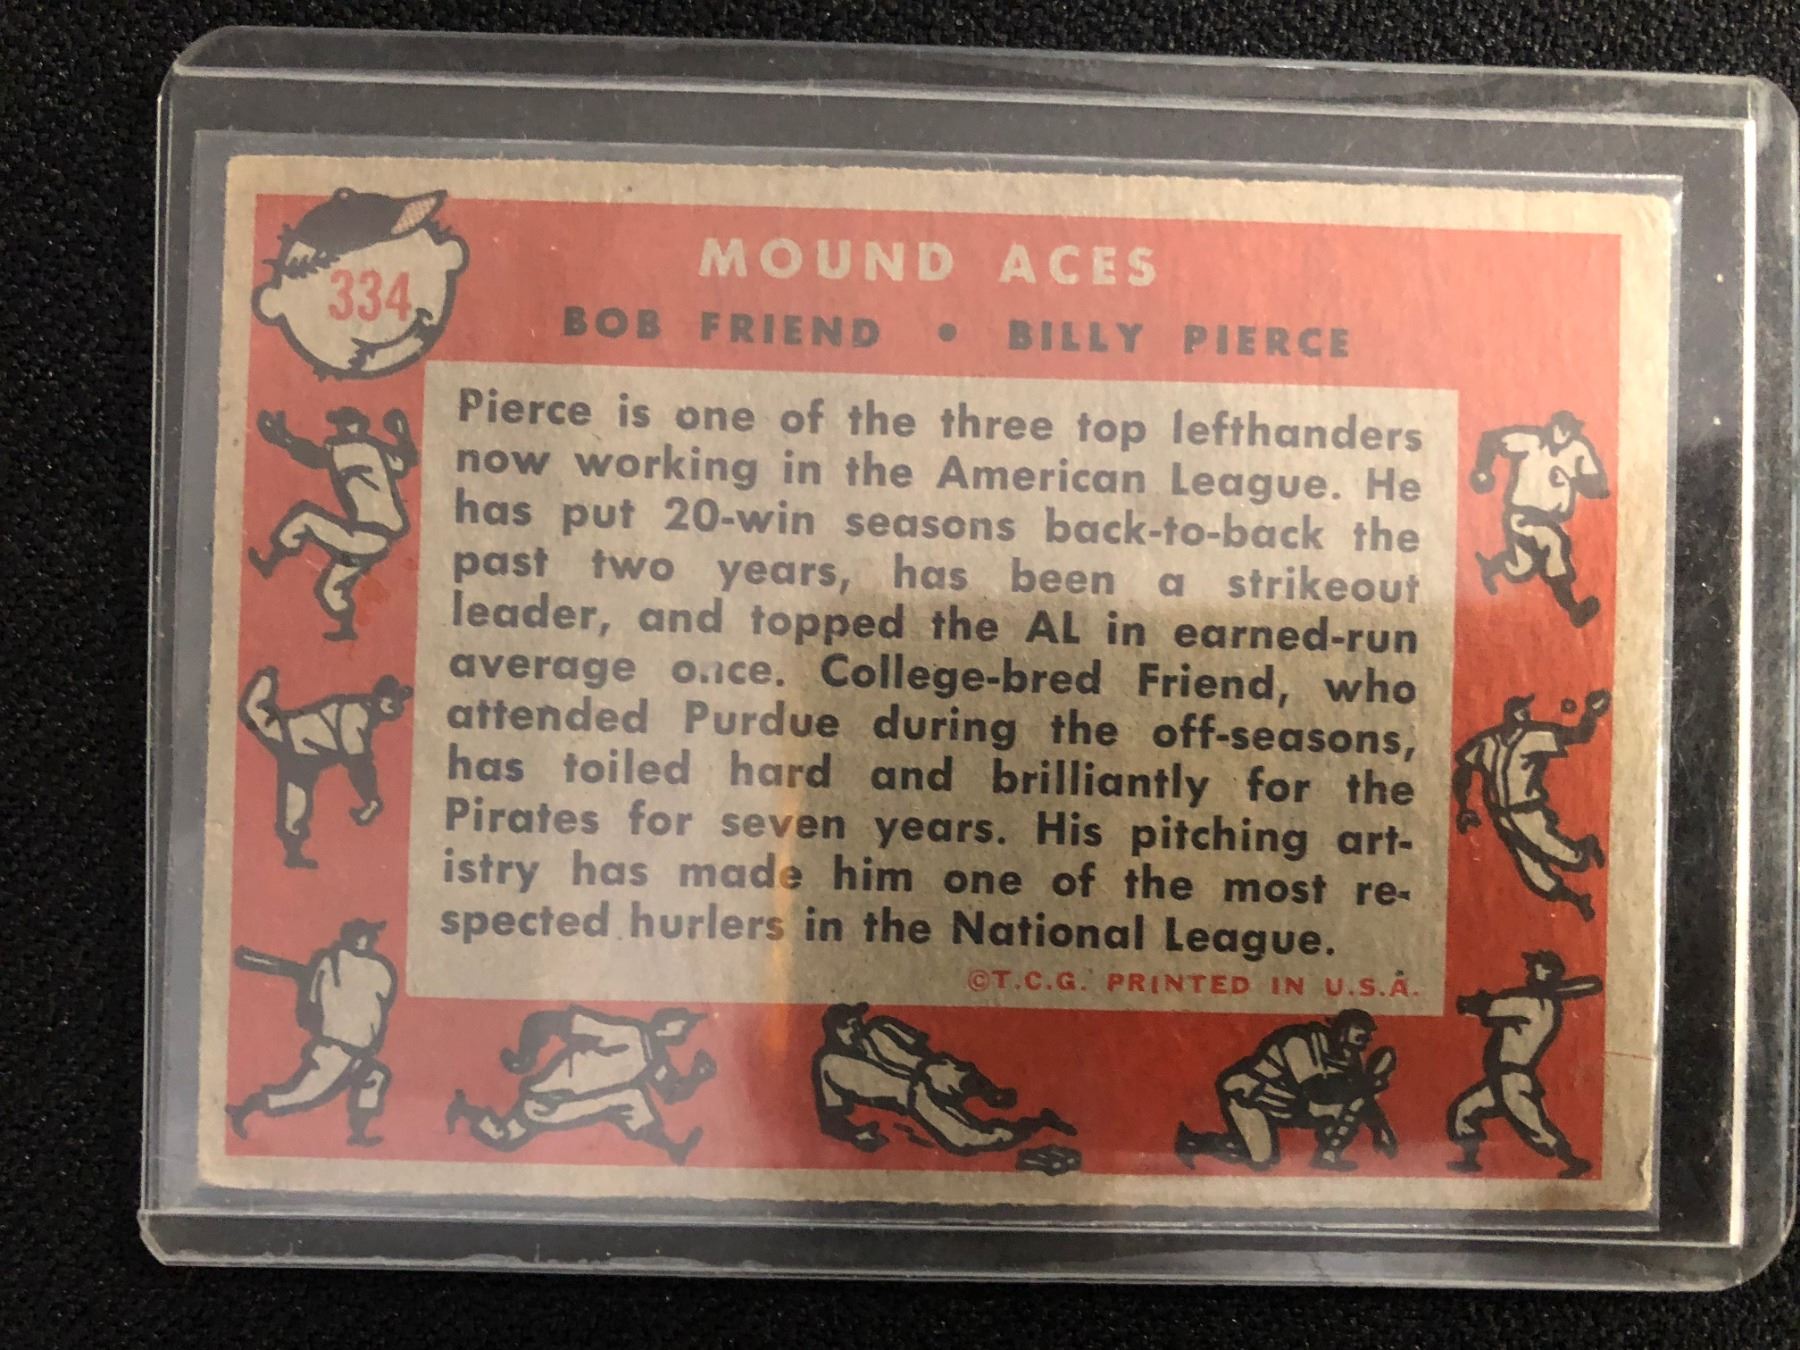 334
MOUND ACES
BOB FRIEND • BILLY PIERCE
Pierce is one of the three top lefthanders
now working in the American League. He
has put 20-win seasons back-to-back the
past two years, has been a strikeout
leader, and topped the AL in earned-run
average once. College-bred Friend, who
attended Purdue during the off-seasons,
has toiled hard and brilliantly for the
Pirates for seven years. His pitching art-
istry has made him one of the most re-
spected hurlers in the National League.
©T.C.G. PRINTED IN U.S.A.